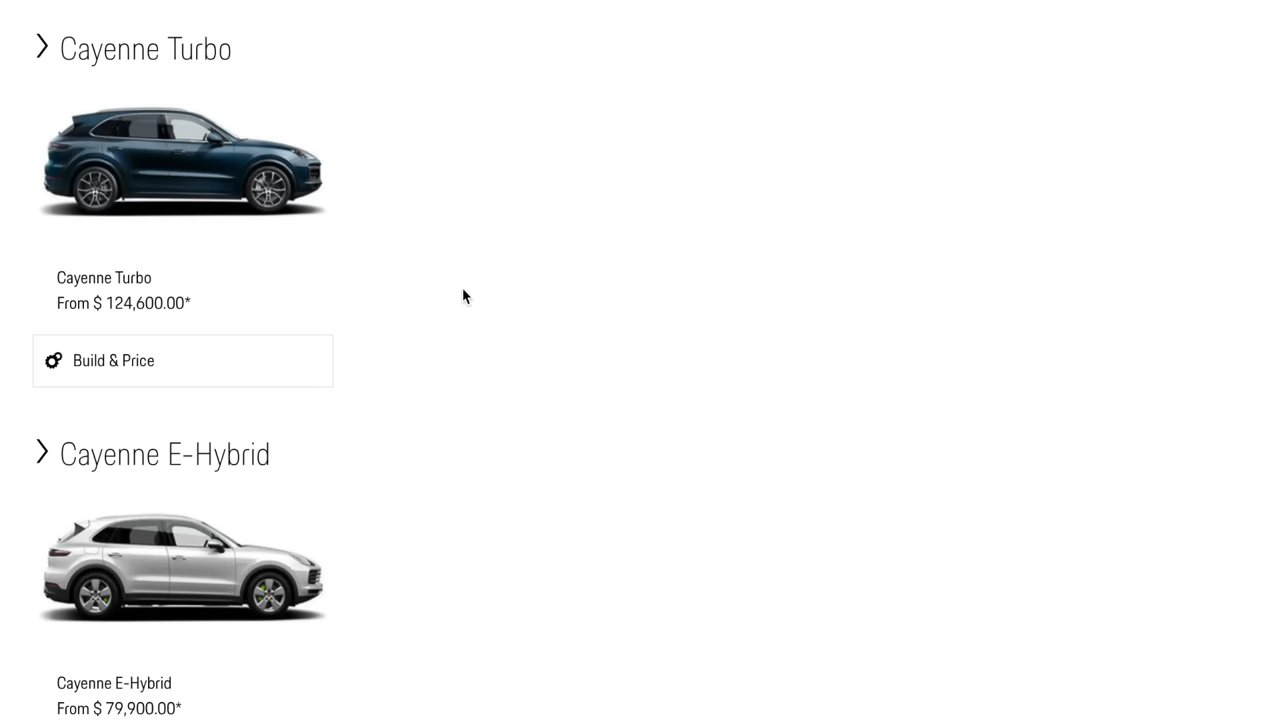 Cayenne Turbo
Cayenne Turbo
From $ 124,600.00*
Build & Price
Cayenne E-Hybrid
Cayenne E-Hybrid
From $ 79,900.00*